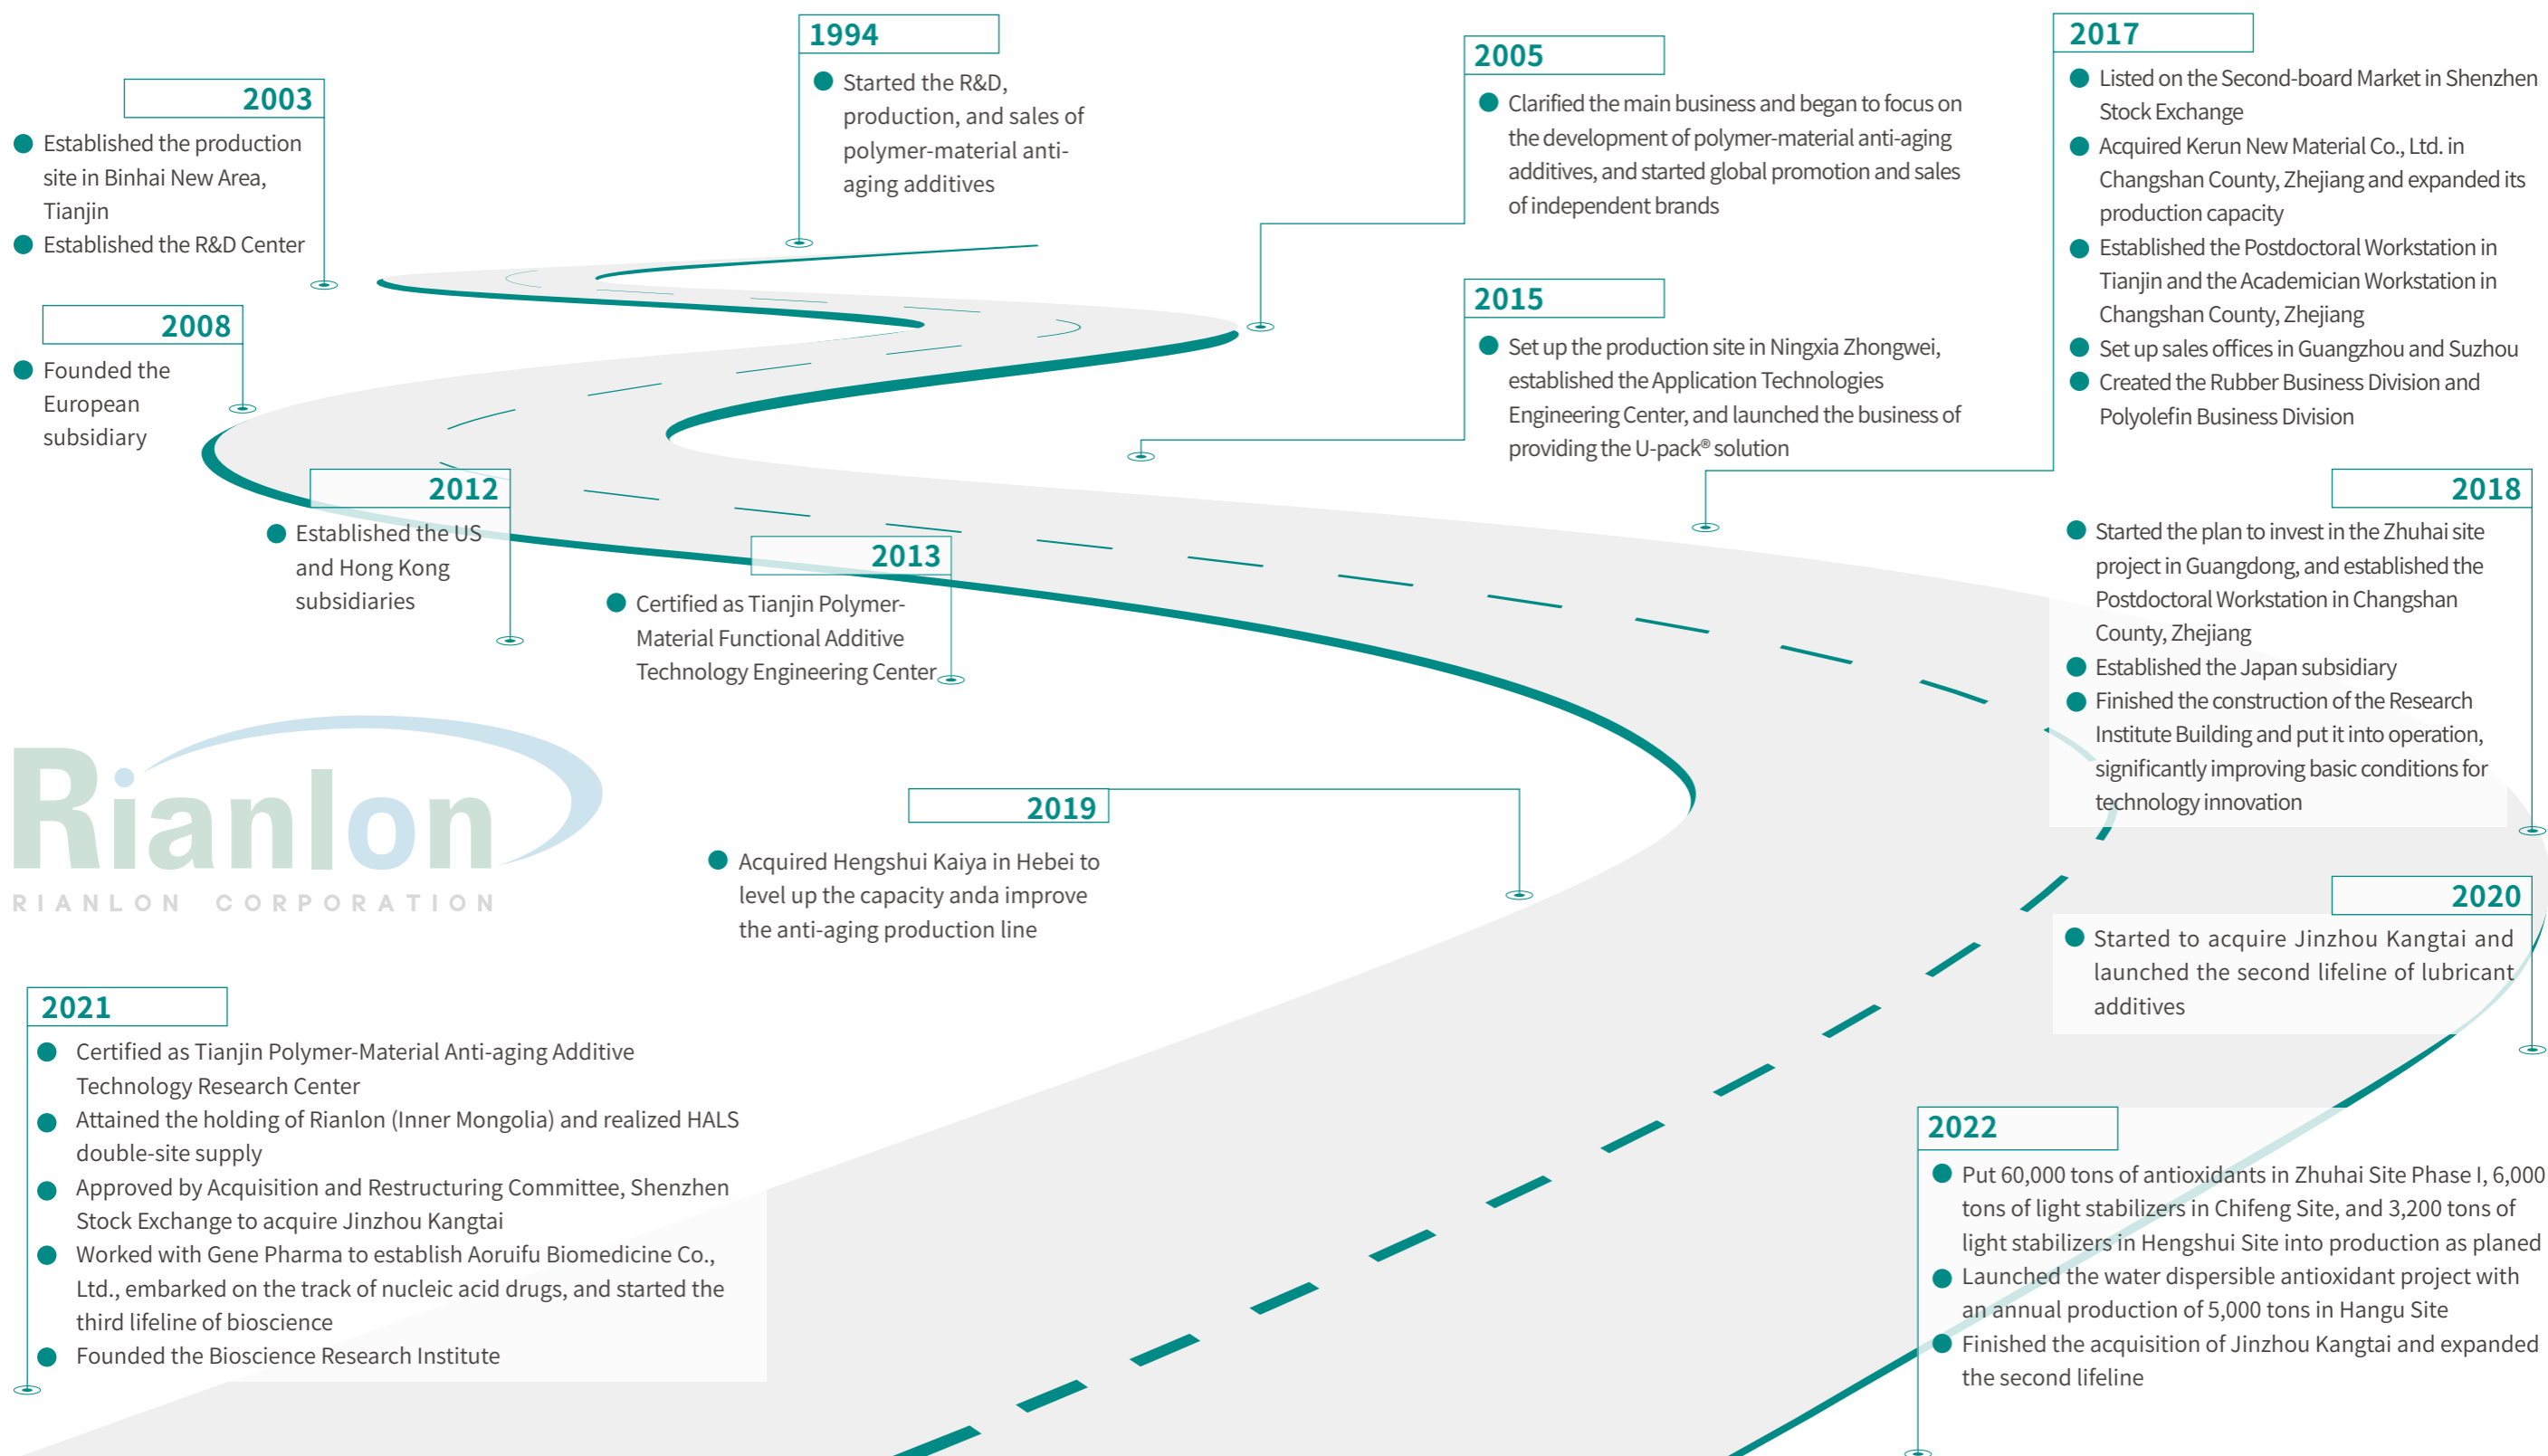 1994
Started the R&D,
production, and sales of
polymer-material anti-
aging additives
2003
Established the production
site in Binhai New Area,
Tianjin
Established the R&D Center
2005
Clarified the main business and began to focus on
the development of polymer-material anti-aging
additives, and started global promotion and sales
of independent brands
2008
Founded the
European
subsidiary
2012
Established the US
and Hong Kong
subsidiaries
2013
Certified as Tianjin Polymer-
Material Functional Additive
Technology Engineering Center
2015
Set up the production site in Ningxia Zhongwei,
established the Application Technologies
Engineering Center, and launched the business of
providing the U-pack® solution
2017
Listed on the Second-board Market in Shenzhen
Stock Exchange
Acquired Kerun New Material Co., Ltd. in
Changshan County, Zhejiang and expanded its
production capacity
Established the Postdoctoral Workstation in
Tianjin and the Academician Workstation in
Changshan County, Zhejiang
Set up sales offices in Guangzhou and Suzhou
Created the Rubber Business Division and
Polyolefin Business Division
2018
Started the plan to invest in the Zhuhai site
project in Guangdong, and established the
Postdoctoral Workstation in Changshan
County, Zhejiang
Established the Japan subsidiary
Finished the construction of the Research
Institute Building and put it into operation,
significantly improving basic conditions for
technology innovation
Rianlon
RIANLON CORPORATION
2019
Acquired Hengshui Kaiya in Hebei to
level up the capacity anda improve
the anti-aging production line
2020
Started to acquire Jinzhou Kangtai and
launched the second lifeline of lubricant
additives
2021
Certified as Tianjin Polymer-Material Anti-aging Additive
Technology Research Center
Attained the holding of Rianlon (Inner Mongolia) and realized HALS
double-site supply
Approved by Acquisition and Restructuring Committee, Shenzhen
Stock Exchange to acquire Jinzhou Kangtai
Worked with Gene Pharma to establish Aoruifu Biomedicine Co.,
Ltd., embarked on the track of nucleic acid drugs, and started the
third lifeline of bioscience
Founded the Bioscience Research Institute
2022
Put 60,000 tons of antioxidants in Zhuhai Site Phase I, 6,000
tons of light stabilizers in Chifeng Site, and 3,200 tons of
light stabilizers in Hengshui Site into production as planed
Launched the water dispersible antioxidant project with
an annual production of 5,000 tons in Hangu Site
Finished the acquisition of Jinzhou Kangtai and expanded
the second lifeline